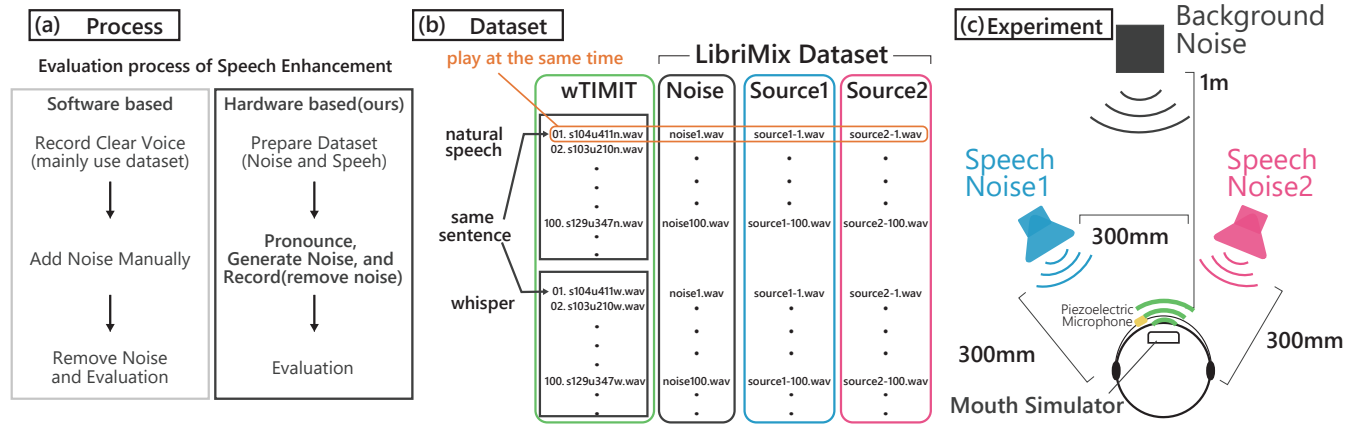 (a) Process
Evaluation process of Speech Enhancement
Software based
Record Clear Voice
(mainly use dataset)
Add Noise Manually
Remove Noise
and Evaluation
Hardware based(ours)
Prepare Dataset
(Noise and Speeh)
Pronounce,
Generate Noise, and
Record(remove noise)
Evaluation
(b) Dataset
play at the same time
LibriMix Dataset
wTIMIT
Noise
Source1
Source2
natural
speech
same
sentence
whisper
01. s104u411n.wav
noise1.wav
source1-1.wav
source2-1.wav
02. s103u210n.wav
100. s129u347n.wav
noise100.wav
source1-100.wav
source2-100.wav
01. s104u411w.wav
noise1.wav
source1-1.wav
source2-1.wav
02. s103u210w.wav
100. s129u347w.wav
noise100.wav
source1-100.wav
source2-100.wav
(c) Experiment
Background
Noise
1m
Speech
Noise1
Speech
Noise2
300mm
Piezoelectric
Microphone
300mm
300mm
Mouth Simulator